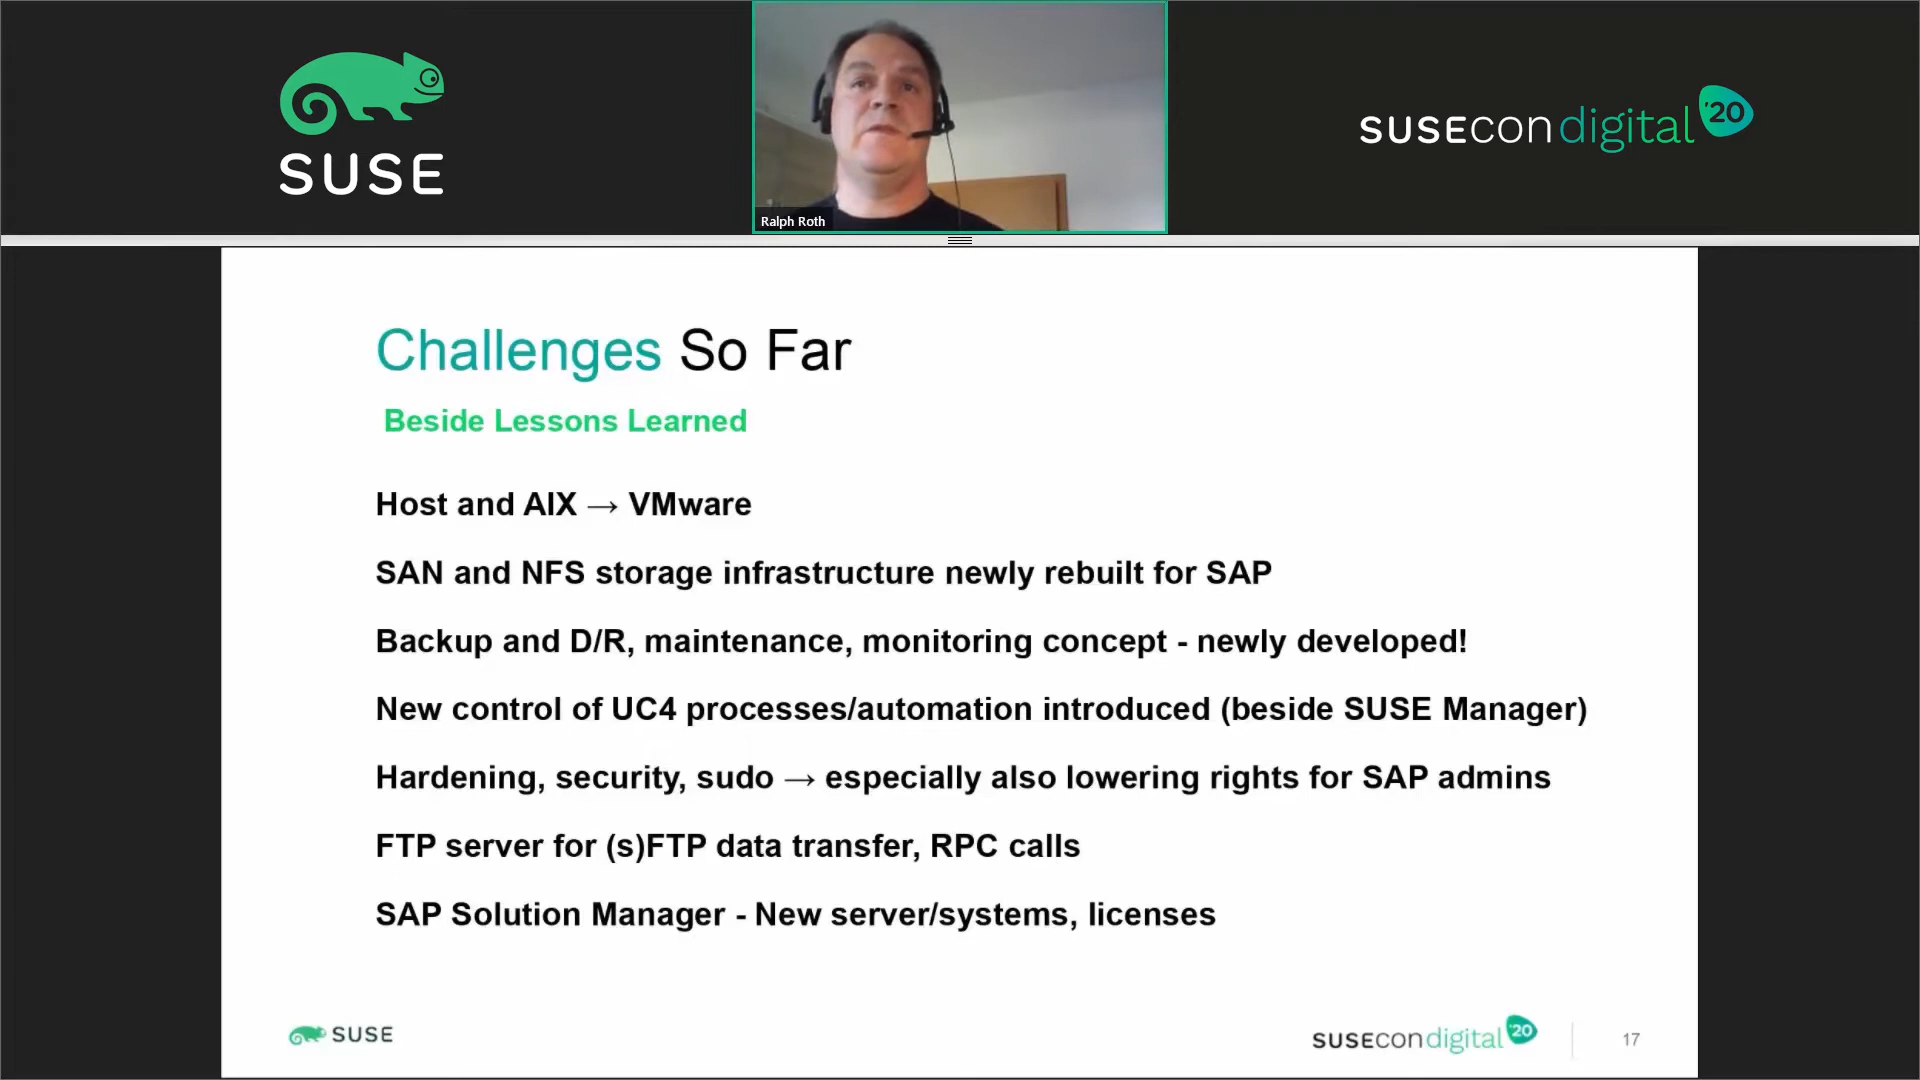 SUSE
Ralph Roth
SUSECON digital '20
Challenges So Far
Beside Lessons Learned
Host and AIX → VMware
SAN and NFS storage infrastructure newly rebuilt for SAP
Backup and D/R, maintenance, monitoring concept - newly developed!
New control of UC4 processes/automation introduced (beside SUSE Manager)
Hardening, security, sudo → especially also lowering rights for SAP admins
FTP server for (s)FTP data transfer, RPC calls
SAP Solution Manager - New server/systems, licenses
SUSE
SUSECON digital '20
17